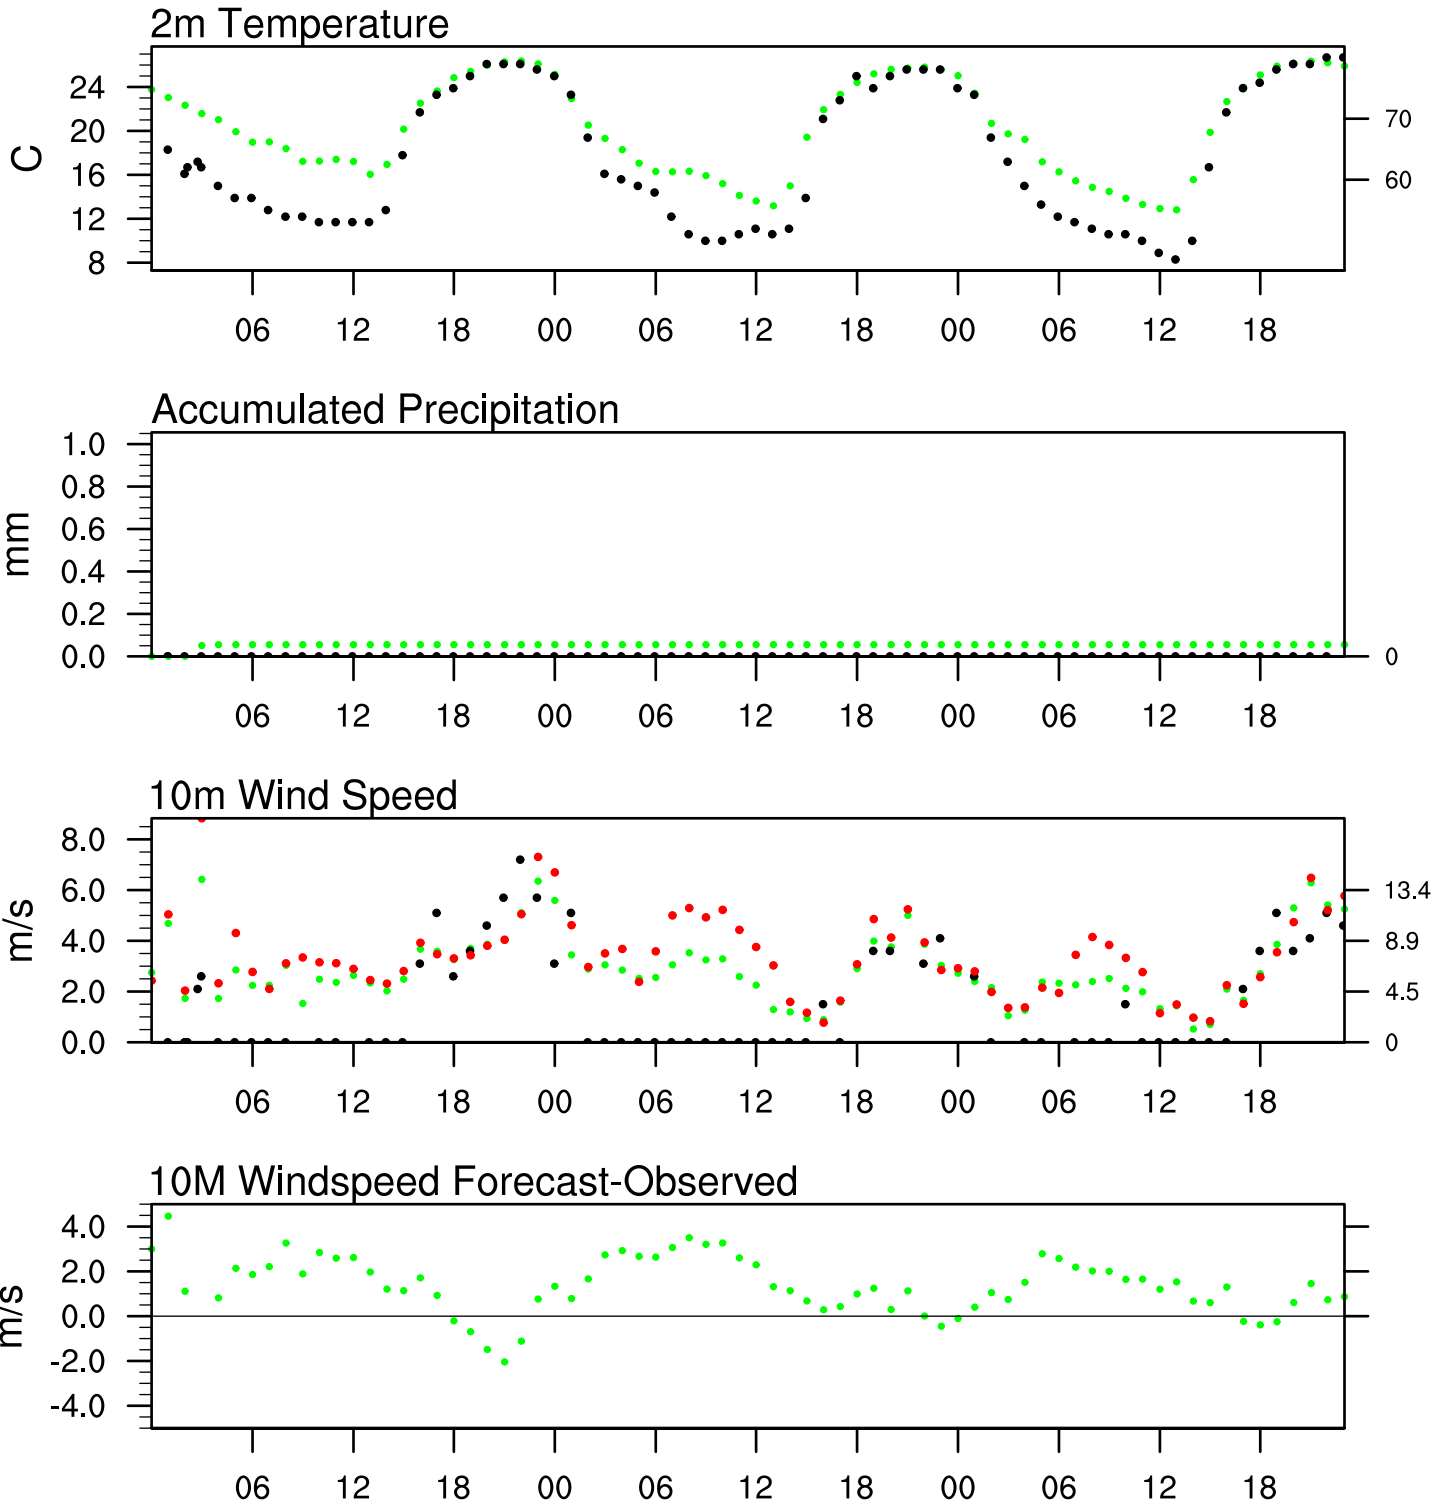 2m Temperature
24
20
16
12
8
C
70
60
06 12 18 00 06 12 18 00 06 12 18
Accumulated Precipitation
1.0
0.8
0.6
0.4
0.2
0.0
mm
0
06 12 18 00 06 12 18 00 06 12 18
10m Wind Speed
8.0
6.0
4.0
2.0
0.0
m/s
13.4
8.9
4.5
0
06 12 18 00 06 12 18 00 06 12 18
10M Windspeed Forecast-Observed
4.0
2.0
0.0
-2.0
-4.0
m/s
06 12 18 00 06 12 18 00 06 12 18